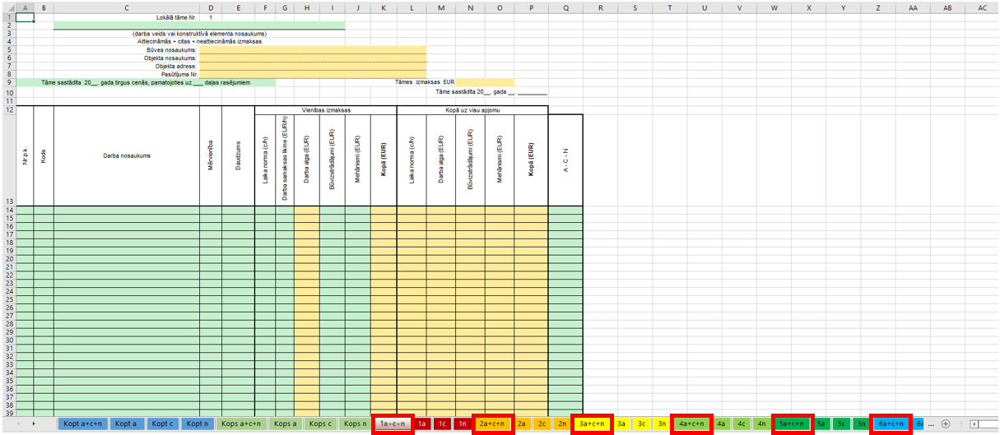 A B C D E F G H I J K L M N O P Q R S T U V W X Y Z AA AB AC
1 Lokālā tāme Nr. 1
2
3 (darba veids vai konstruktīvā elementa nosaukums)
4 Attiecināmās + citas + neattiecināmās izmaksas
5 Būves nosaukums:
6 Objekta nosaukums:
7 Objekta adrese:
8 Pasūtījuma Nr.
9 Tāme sastādīta 20__. gada tirgus cenās, pamatojoties uz ___ daļas rasējumiem Tāmes izmaksas EUR
10 Tāme sastādīta 20__. gada __. ________
11
12 Vienības izmaksas Kopā uz visu apjomu
13 Nr.p.k. Kods Darba nosaukums Mērvienība Daudzums Laika norma (c/h) Darba samaksas likme (EUR/h) Darba alga (EUR) Būvizstrādājumi (EUR) Mehānismi (EUR) Kopā (EUR) Laika norma (c/h) Darba alga (EUR) Būvizstrādājumi (EUR) Mehānismi (EUR) Kopā (EUR) A - C - N
14
15
16
17
18
19
20
21
22
23
24
25
26
27
28
29
30
31
32
33
34
35
36
37
38
39
Kopt a+c+n Kopt a Kopt c Kopt n Kops a+c+n Kops a Kops c Kops n 1a+c+n 1a 1c 1n 2a+c+n 2a 2c 2n 3a+c+n 3a 3c 3n 4a+c+n 4a 4c 4n 5a+c+n 5a 5c 5n 6a+c+n 6a ...